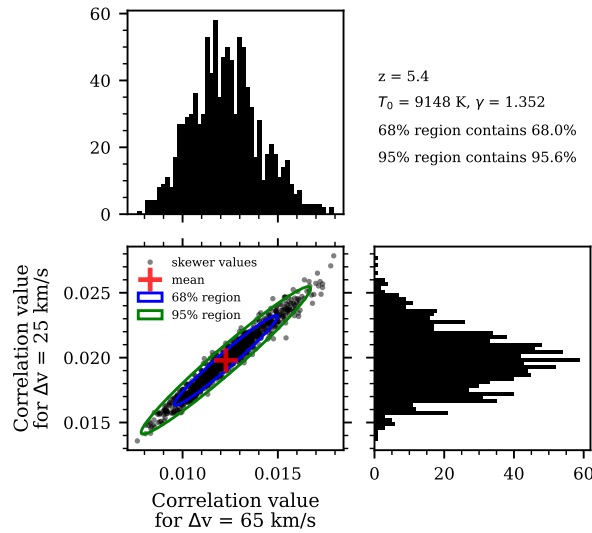 60
40
20
0
z = 5.4
T₀ = 9148 K, γ = 1.352
68% region contains 68.0%
95% region contains 95.6%
Correlation value
for Δv = 25 km/s
0.025
0.020
0.015
skewer values
mean
68% region
95% region
0.010
0.015
Correlation value
for Δv = 65 km/s
0
20
40
60